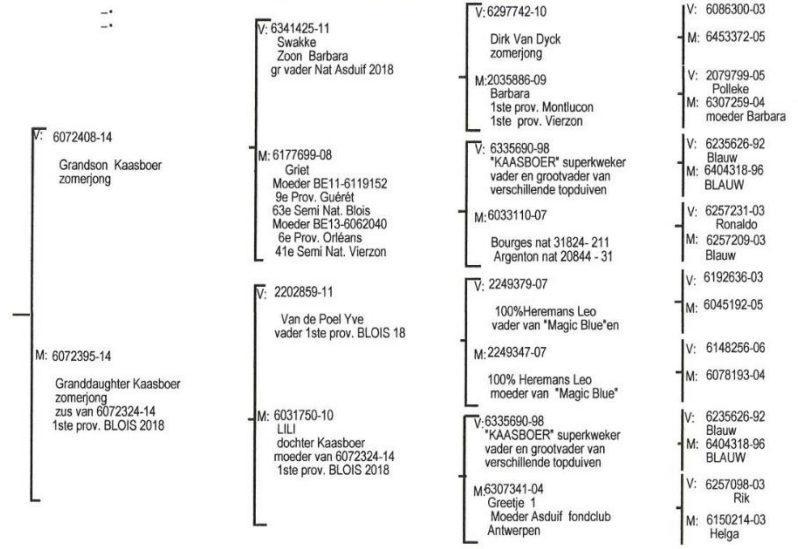 V: 6072408-14
Grandson Kaasboer
zomerjong
M: 6072395-14
Granddaughter Kaasboer
zomerjong
zus van 6072324-14
1ste prov. BLOIS 2018
V: 6341425-11
Swakke
Zoon Barbara
gr vader Nat Asduif 2018
M: 6177699-08
Griet
Moeder BE11-6119152
9e Prov. Guérét
63e Semi Nat. Blois
Moeder BE13-6062040
6e Prov. Orléans
41e Semi Nat. Vierzon
V: 2202859-11
Van de Poel Yve
vader 1ste prov. BLOIS 18
M: 6031750-10
LILI
dochter Kaasboer
moeder van 6072324-14
1ste prov. BLOIS 2018
V: 6297742-10
Dirk Van Dyck
zomerjong
M:2035886-09
Barbara
1ste prov. Montlucon
1ste prov. Vierzon
V: 6335690-98
"KAASBOER" superkweker
vader en grootvader van
verschillende topduiven
M:6033110-07
Bourges nat 31824- 211
Argenton nat 20844 - 31
V: 2249379-07
100%Heremans Leo
vader van "Magic Blue"en
M:2249347-07
100% Heremans Leo
moeder van "Magic Blue"
V:6335690-98
"KAASBOER" superkweker
vader en grootvader van
verschillende topduiven
M:6307341-04
Greetje 1
Moeder Asduif fondclub
Antwerpen
V: 6086300-03
M: 6453372-05
V: 2079799-05
Polleke
M: 6307259-04
moeder Barbara
V: 6235626-92
Blauw
M: 6404318-96
BLAUW
V: 6257231-03
Ronaldo
M: 6257209-03
Blauw
V: 6192636-03
M: 6045192-05
V: 6148256-06
M: 6078193-04
V: 6235626-92
Blauw
M: 6404318-96
BLAUW
V: 6257098-03
Rik
M: 6150214-03
Helga